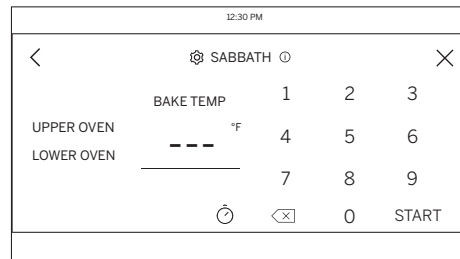 12:30 PM
SABBATH
BAKE TEMP
UPPER OVEN
LOWER OVEN
--- °F
1 2 3
4 5 6
7 8 9
0 START